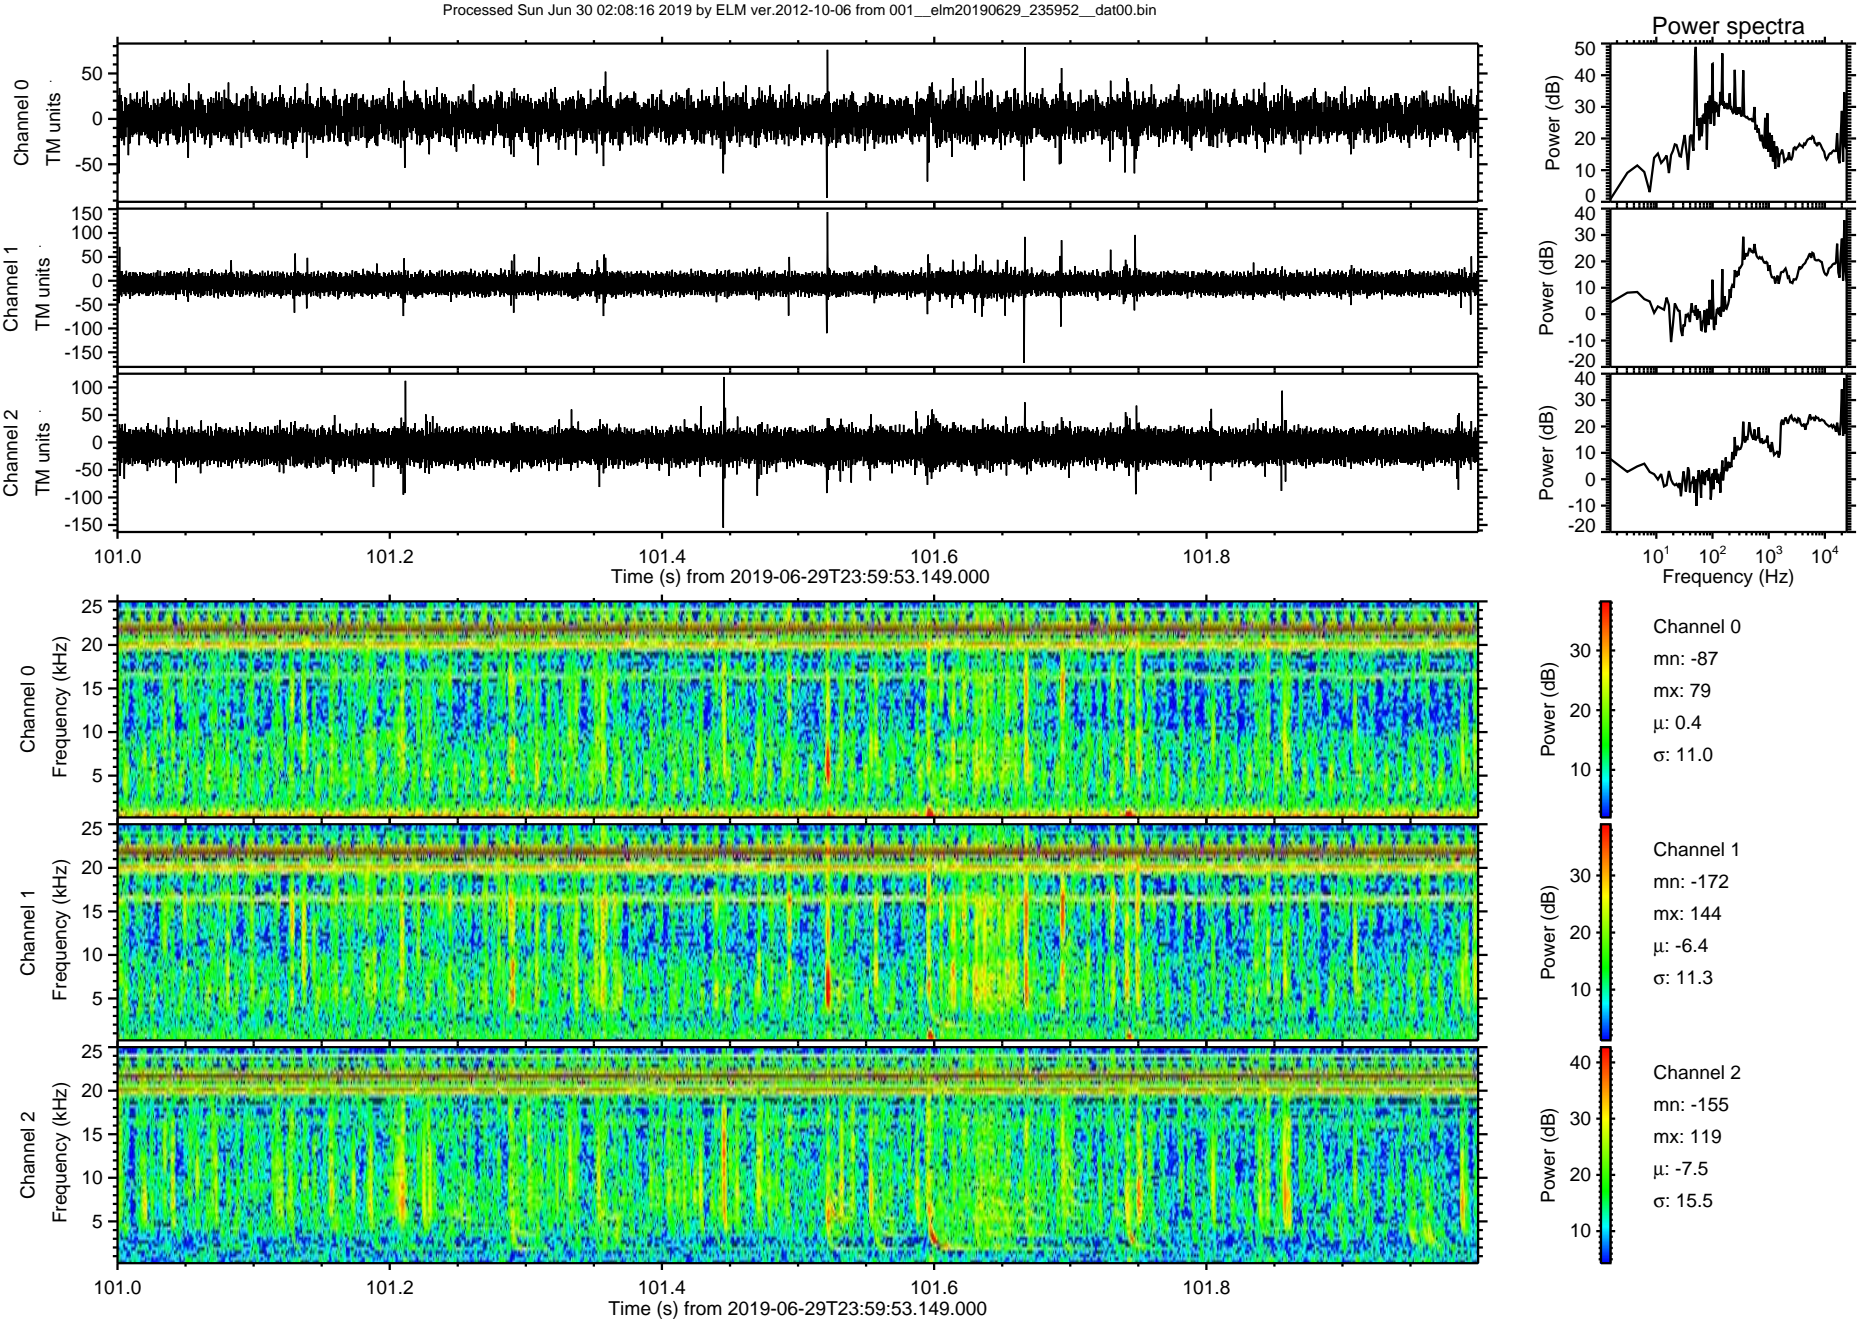 Processed Sun Jun 30 02:08:16 2019 by ELM ver.2012-10-06 from 001__elm20190629_235952__dat00.bin
Power spectra
Channel 0
TM units
50
0
-50
Power (dB)
50
40
30
20
10
0
Channel 1
TM units
150
100
50
0
-50
-100
-150
Power (dB)
40
30
20
10
0
-10
-20
Channel 2
TM units
100
50
0
-50
-100
-150
Power (dB)
40
30
20
10
0
-10
-20
101.0 101.2 101.4 101.6 101.8
Time (s) from 2019-06-29T23:59:53.149.000
10¹ 10² 10³ 10⁴
Frequency (Hz)
Channel 0
Frequency (kHz)
25
20
15
10
5
Power (dB)
30
20
10
Channel 0
mn: -87
mx: 79
μ: 0.4
σ: 11.0
Channel 1
Frequency (kHz)
25
20
15
10
5
Power (dB)
30
20
10
Channel 1
mn: -172
mx: 144
μ: -6.4
σ: 11.3
Channel 2
Frequency (kHz)
25
20
15
10
5
Power (dB)
40
30
20
10
Channel 2
mn: -155
mx: 119
μ: -7.5
σ: 15.5
101.0 101.2 101.4 101.6 101.8
Time (s) from 2019-06-29T23:59:53.149.000